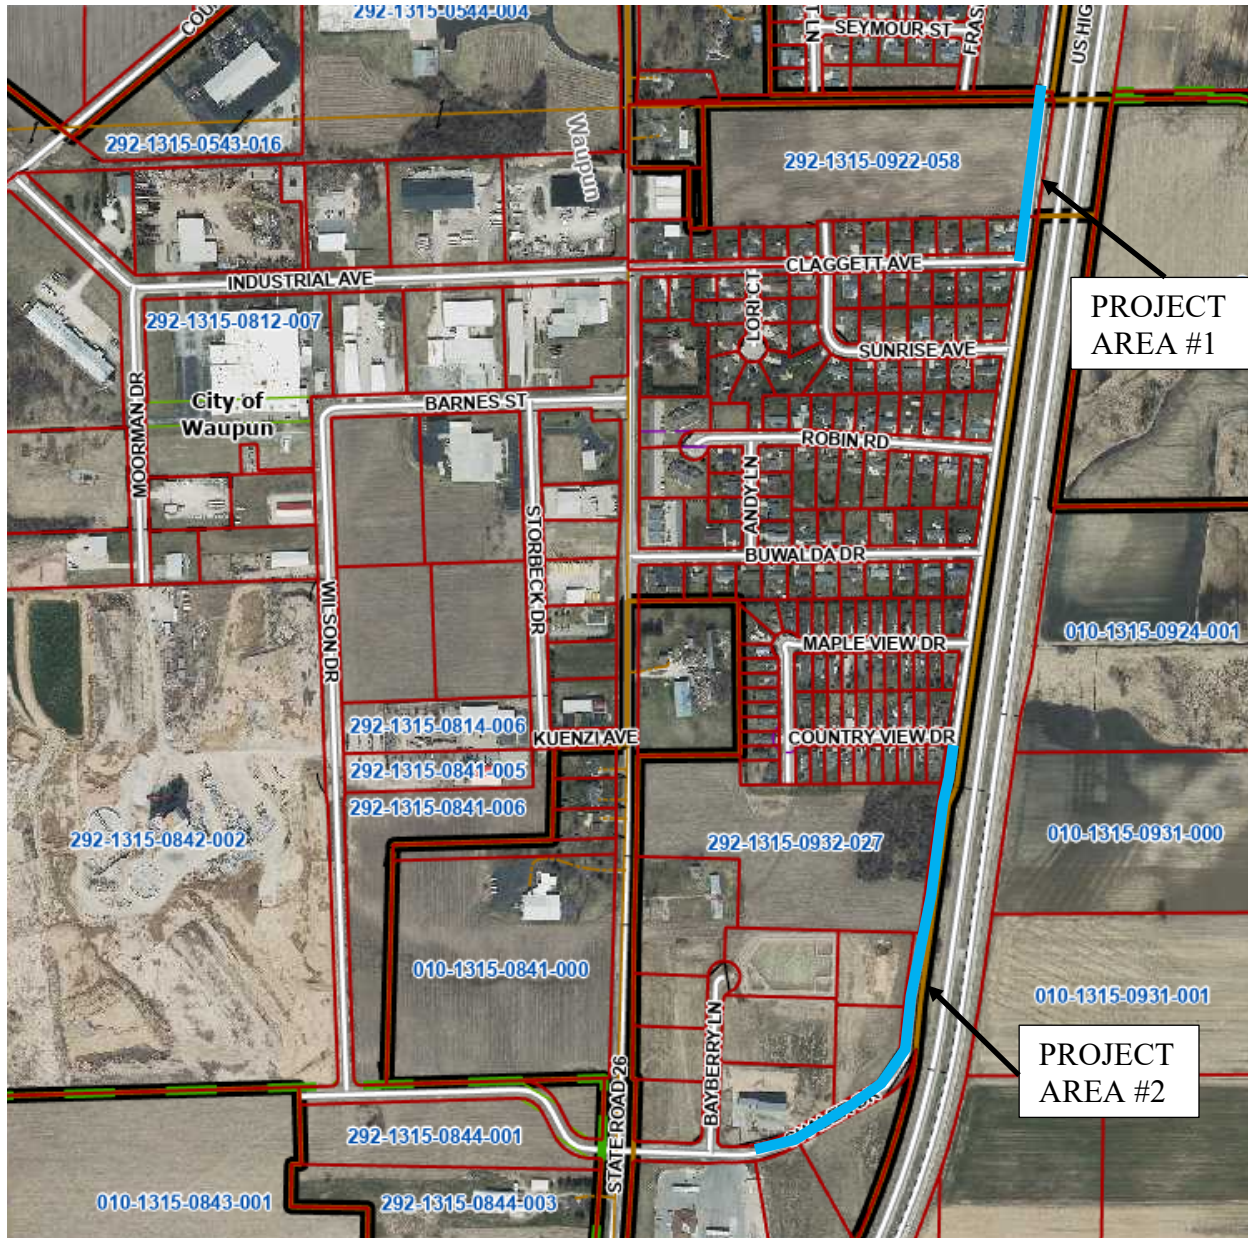 292-1315-0544-004
COU
T LN
SEYMOUR ST
FRAS
US HIG
292-1315-0543-016
Waupun
292-1315-0922-058
INDUSTRIAL AVE
CLAGGETT AVE
PROJECT
AREA #1
292-1315-0812-007
LORI CT
SUNRISE AVE
MOORMAN DR
City of
Waupun
BARNES ST
ROBIN RD
ANDY LN
STORBECK DR
BUWALDA DR
WILSON DR
MAPLE VIEW DR
010-1315-0924-001
292-1315-0814-006
KUENZI AVE
COUNTRY VIEW DR
292-1315-0841-005
292-1315-0841-006
292-1315-0842-002
292-1315-0932-027
010-1315-0931-000
010-1315-0841-000
010-1315-0931-001
BAYBERRY LN
STATE ROAD 26
PROJECT
AREA #2
292-1315-0844-001
010-1315-0843-001
292-1315-0844-003